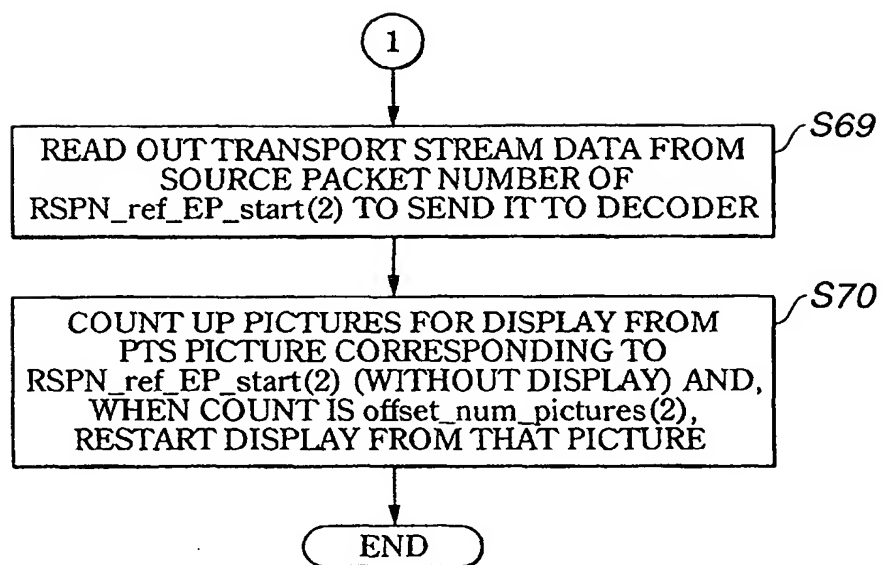 1
READ OUT TRANSPORT STREAM DATA FROM
SOURCE PACKET NUMBER OF
RSPN_ref_EP_start(2) TO SEND IT TO DECODER
S69
COUNT UP PICTURES FOR DISPLAY FROM
PTS PICTURE CORRESPONDING TO
RSPN_ref_EP_start(2) (WITHOUT DISPLAY) AND,
WHEN COUNT IS offset_num_pictures(2),
RESTART DISPLAY FROM THAT PICTURE
S70
END